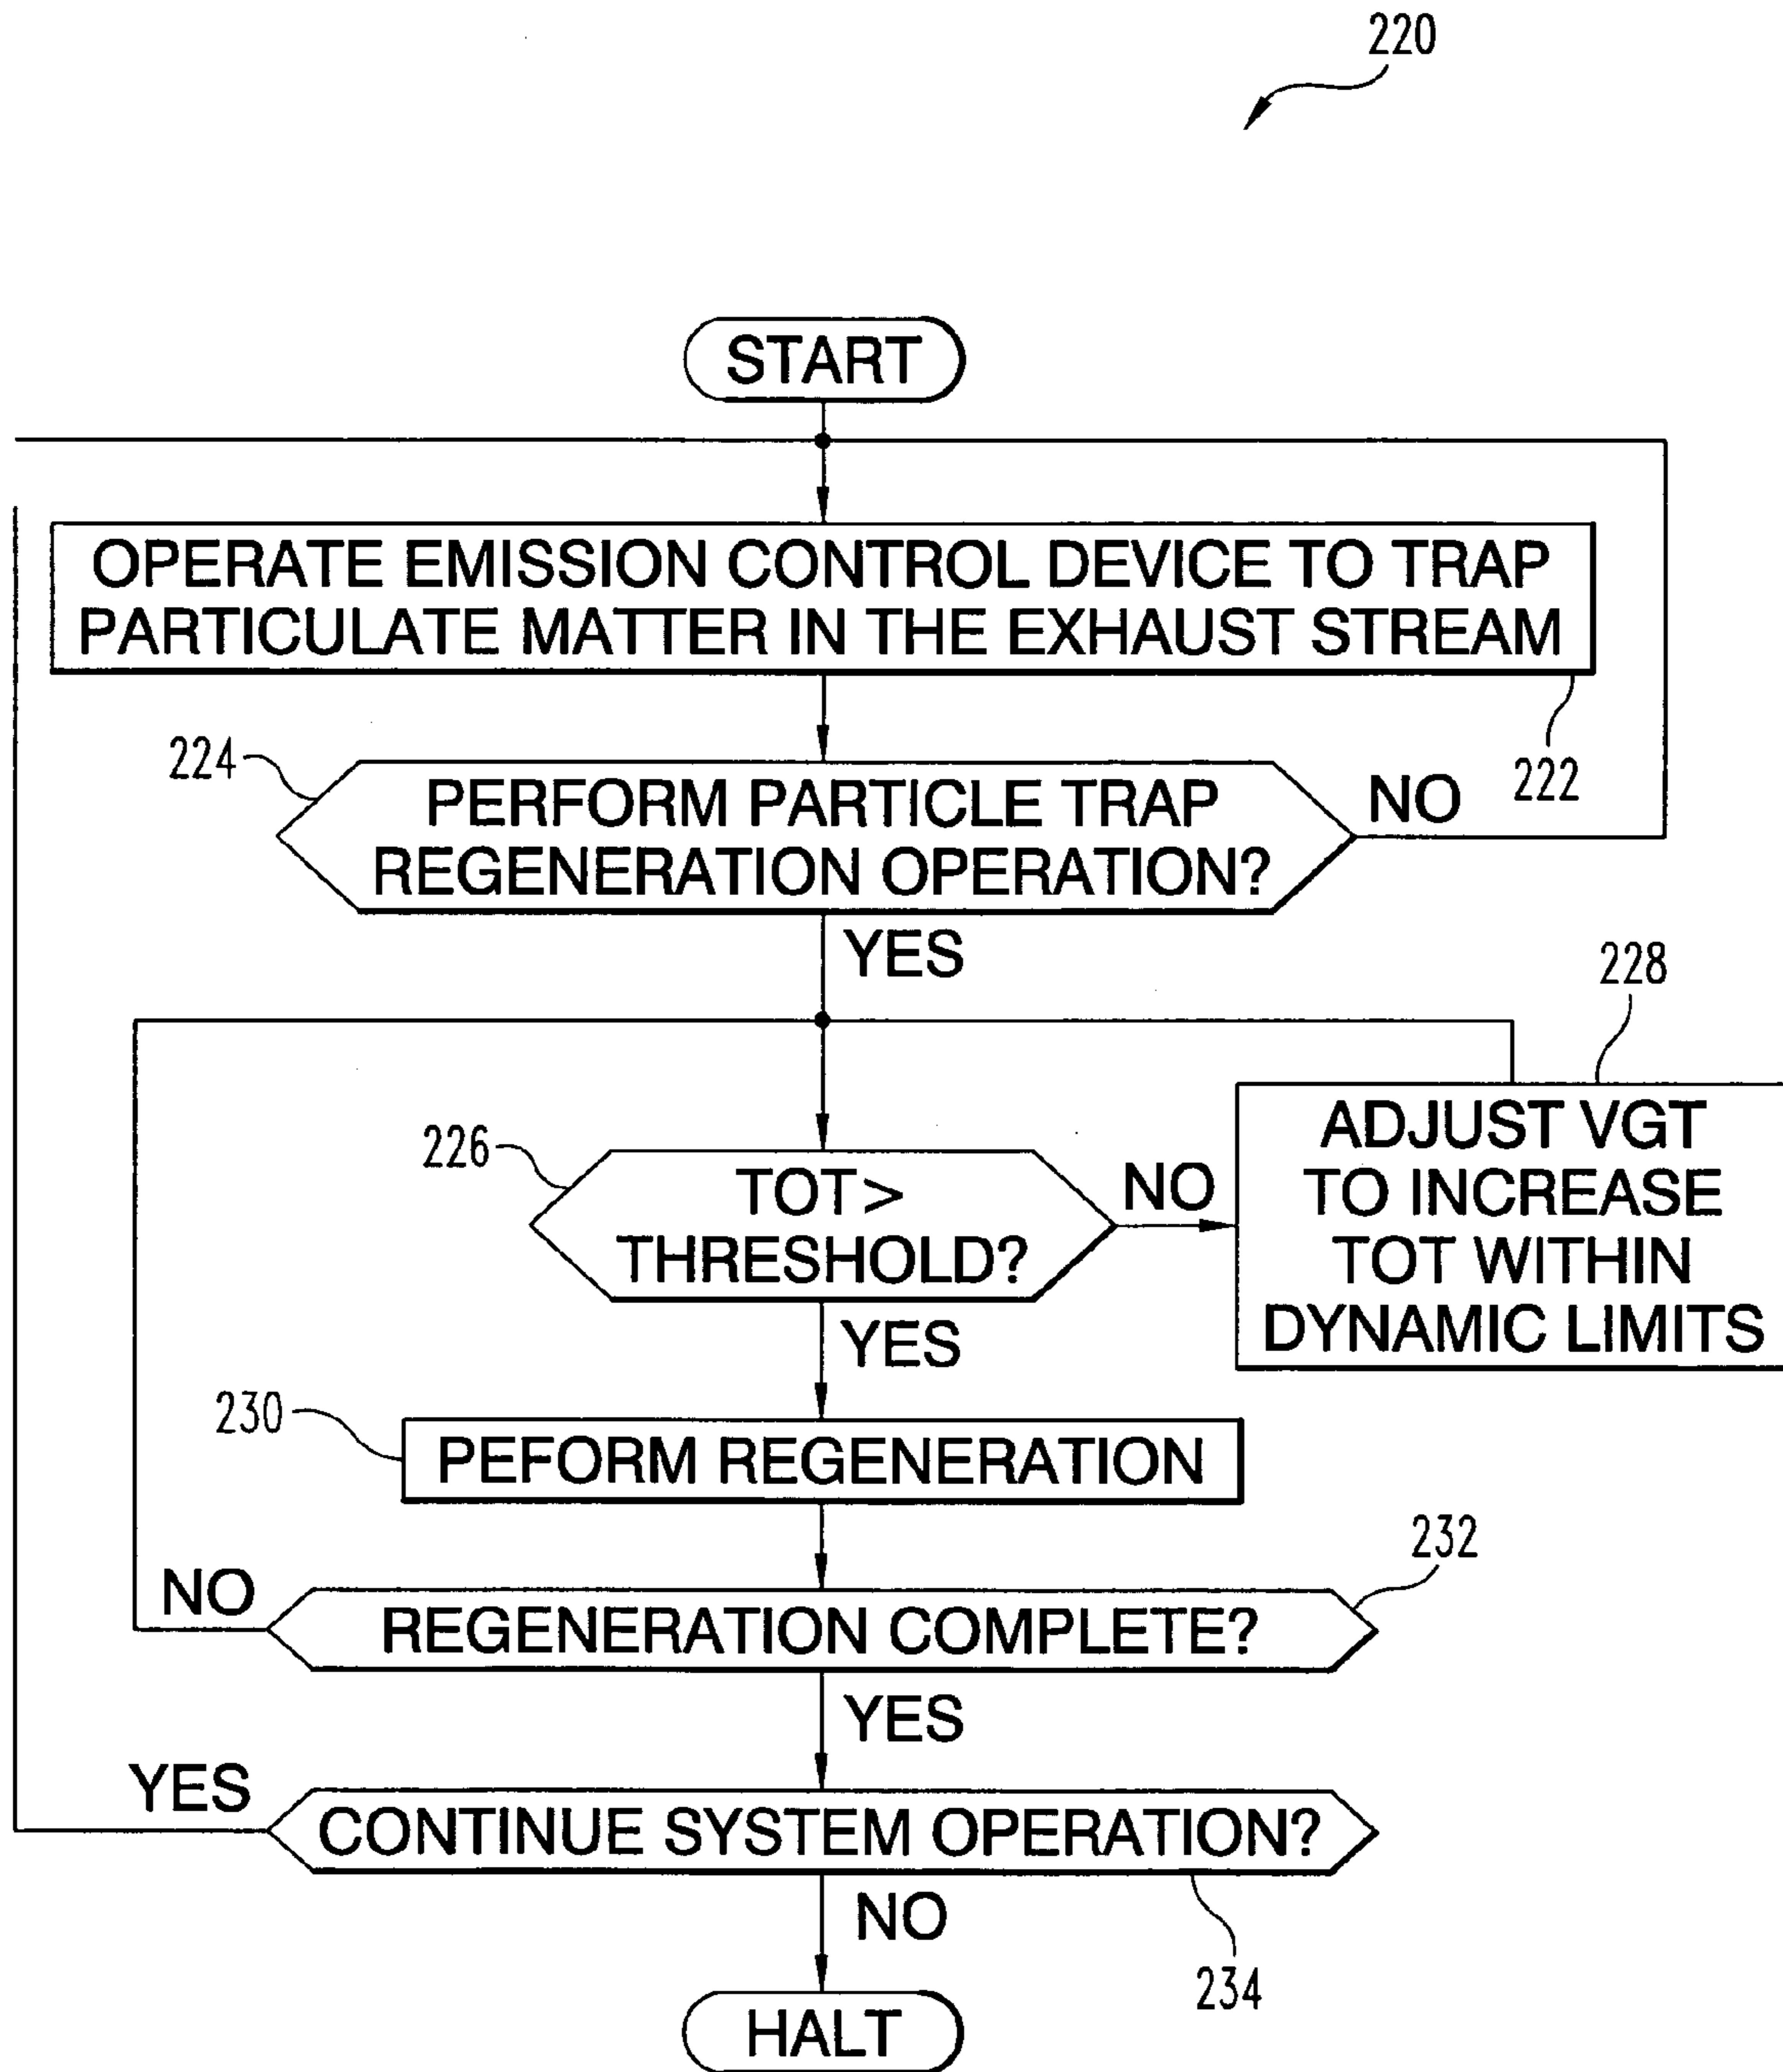 220
START
OPERATE EMISSION CONTROL DEVICE TO TRAP
PARTICULATE MATTER IN THE EXHAUST STREAM
222
224
PERFORM PARTICLE TRAP
REGENERATION OPERATION?
NO
YES
226
TOT>
THRESHOLD?
NO
228
ADJUST VGT
TO INCREASE
TOT WITHIN
DYNAMIC LIMITS
YES
230
PEFORM REGENERATION
232
NO
REGENERATION COMPLETE?
YES
YES
CONTINUE SYSTEM OPERATION?
NO
234
HALT